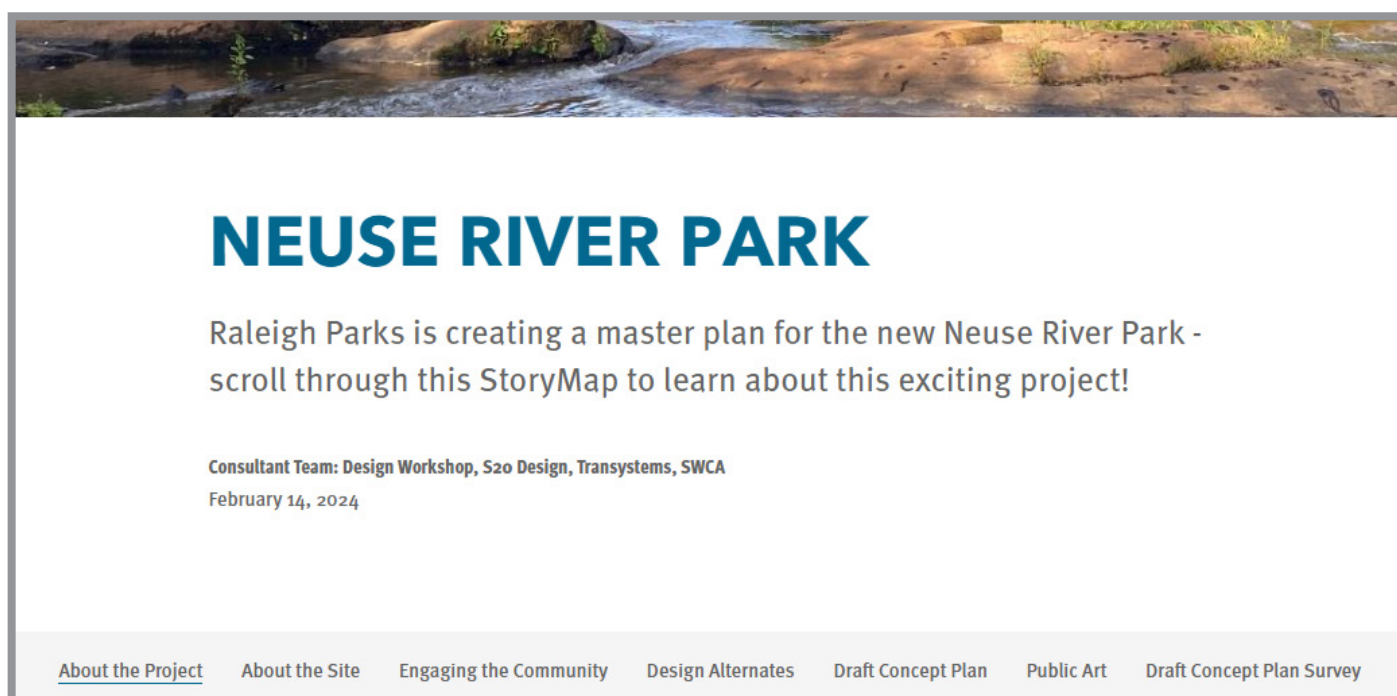 NEUSE RIVER PARK
Raleigh Parks is creating a master plan for the new Neuse River Park -
scroll through this StoryMap to learn about this exciting project!
Consultant Team: Design Workshop, S20 Design, Transystems, SWCA
February 14, 2024
About the Project About the Site Engaging the Community Design Alternates Draft Concept Plan Public Art Draft Concept Plan Survey